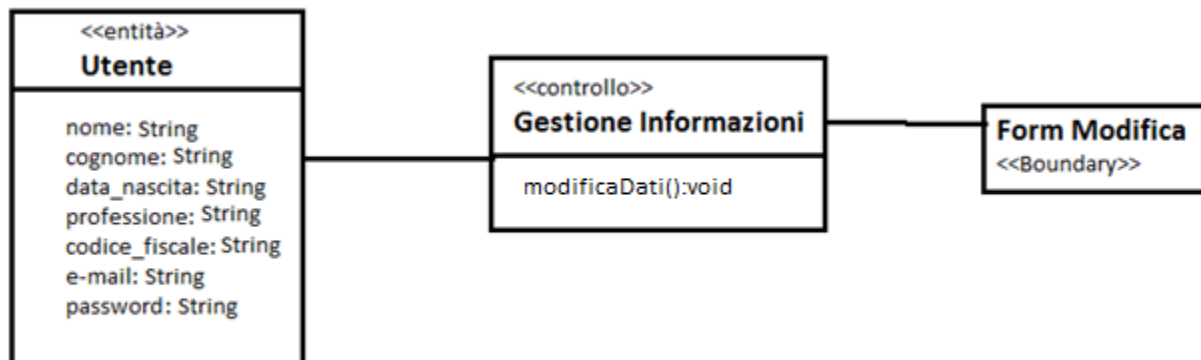 <<entità>>
Utente
nome: String
cognome: String
data_nascita: String
professione: String
codice_fiscale: String
e-mail: String
password: String
<<controllo>>
Gestione Informazioni
modificaDati():void
Form Modifica
<<Boundary>>